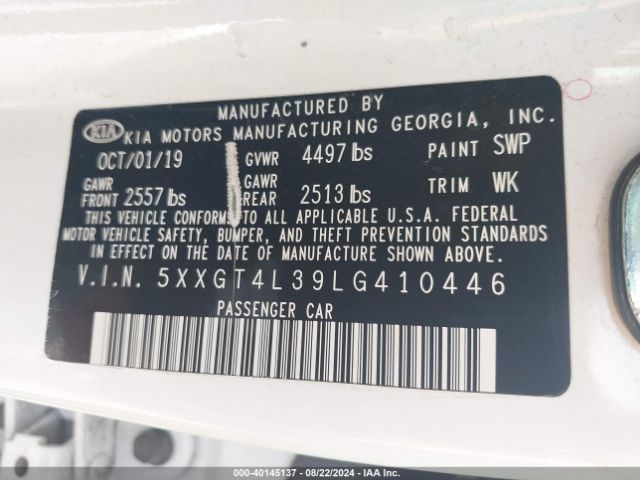 MANUFACTURED BY
KIA KIA MOTORS MANUFACTURING GEORGIA, INC.
OCT/01/19 GVWR 4497 lbs PAINT SWP
GAWR FRONT 2557 lbs GAWR REAR 2513 lbs TRIM WK
THIS VEHICLE CONFORMS TO ALL APPLICABLE U.S.A. FEDERAL
MOTOR VEHICLE SAFETY, BUMPER, AND THEFT PREVENTION STANDARDS
IN EFFECT ON THE DATE OF MANUFACTURE SHOWN ABOVE.
V.I.N. 5XXGT4L39LG410446
PASSENGER CAR
000-40145137 - 08/22/2024 - IAA Inc.